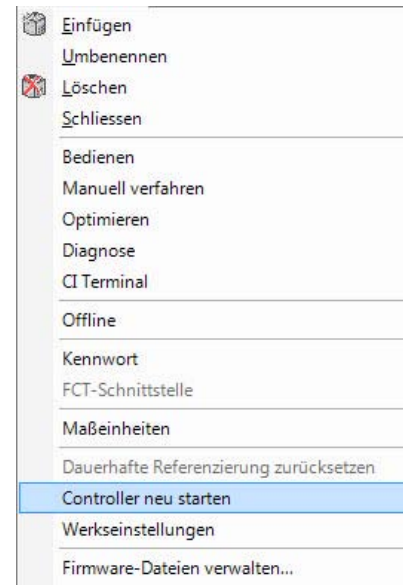 Einfügen
Umbenennen
Löschen
Schliessen
Bedienen
Manuell verfahren
Optimieren
Diagnose
CI Terminal
Offline
Kennwort
FCT-Schnittstelle
Maßeinheiten
Dauerhafte Referenzierung zurücksetzen
Controller neu starten
Werkseinstellungen
Firmware-Dateien verwalten...